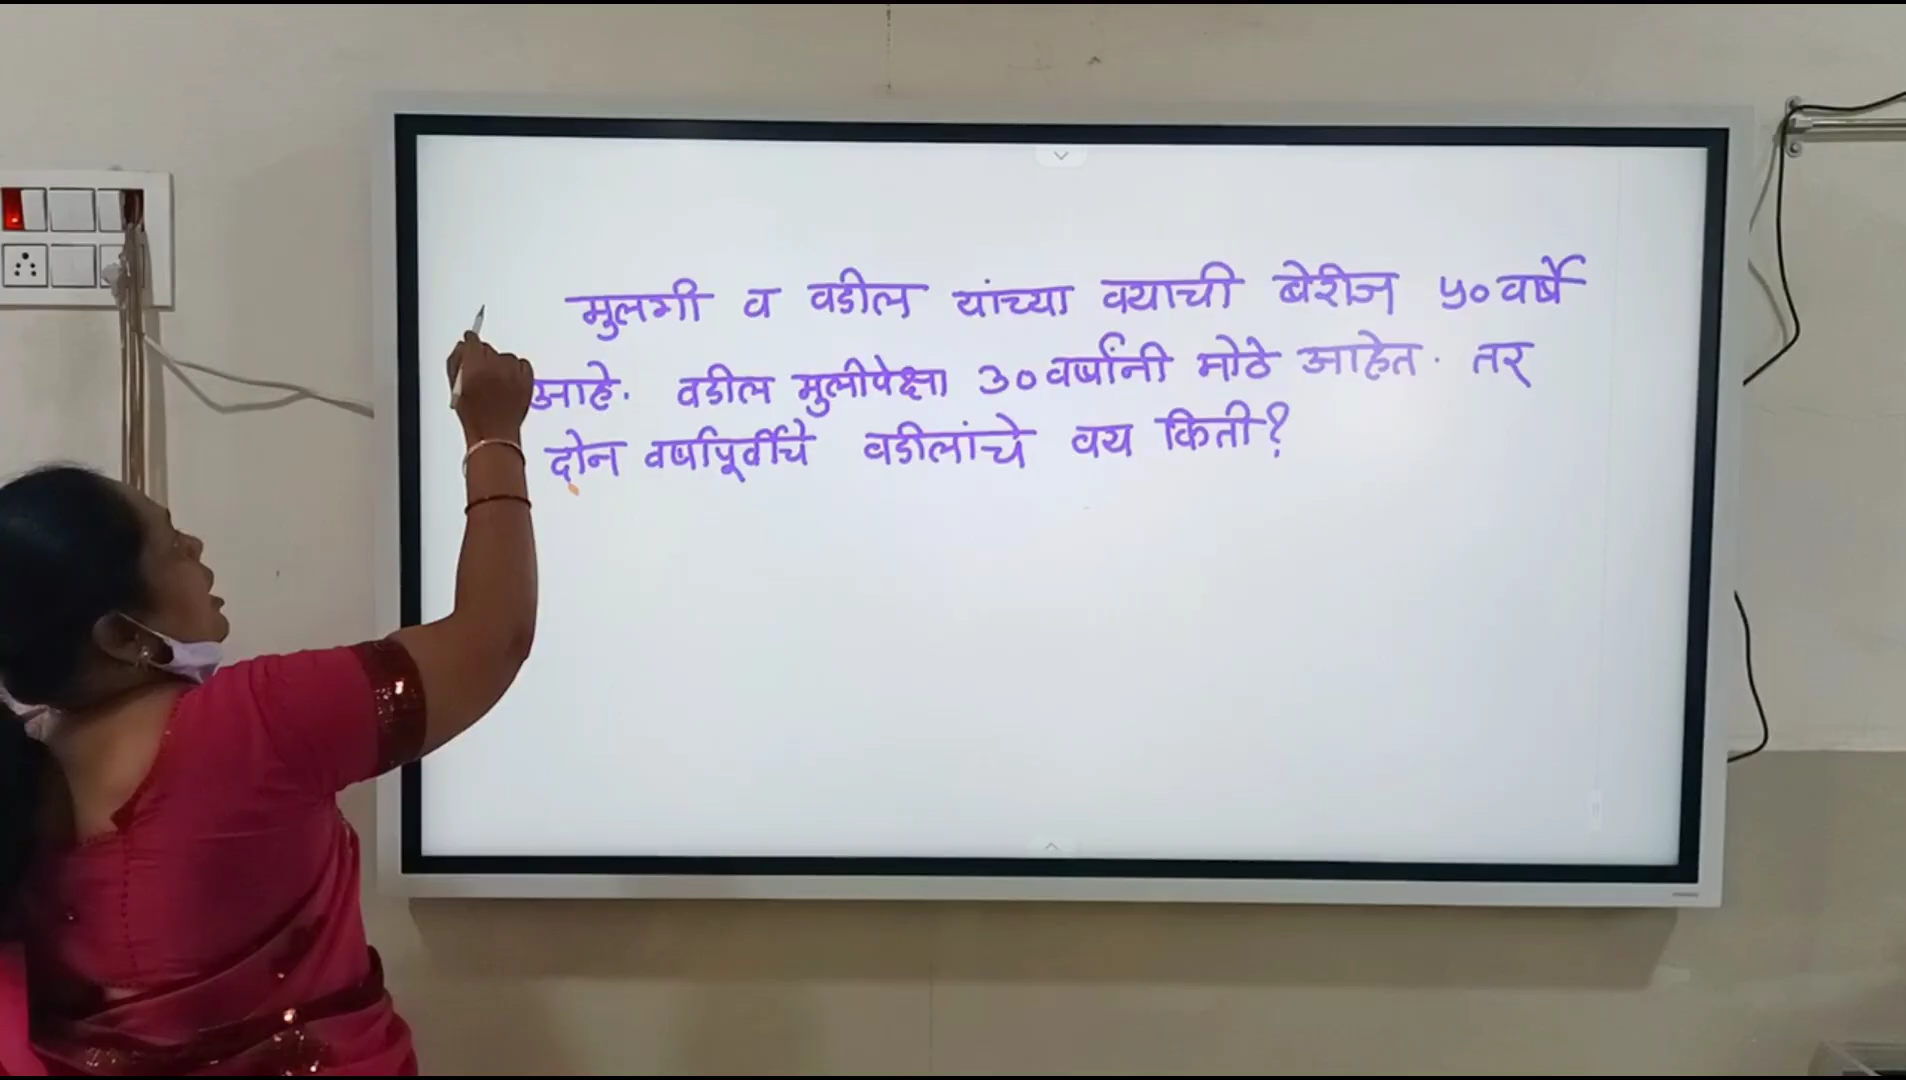 मुलगी व वडील यांच्या वयाची बेरीज ५० वर्षे
आहे. वडील मुलीपेक्षा ३० वर्षांनी मोठे आहेत. तर
दोन वर्षापूर्वीचे वडीलांचे वय किती?